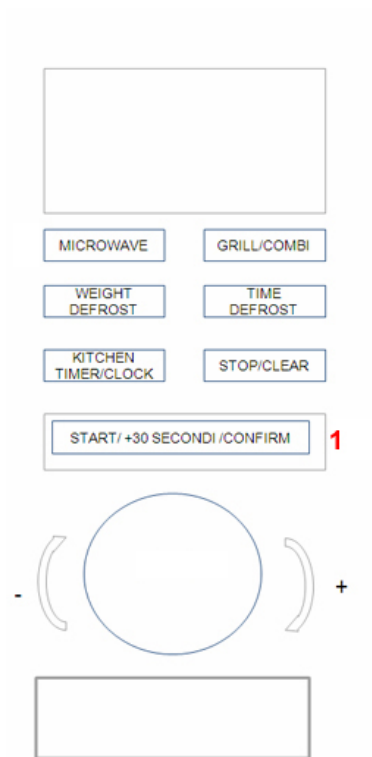 MICROWAVE
GRILL/COMBI
WEIGHT
DEFROST
TIME
DEFROST
KITCHEN
TIMER/CLOCK
STOP/CLEAR
START/ +30 SECONDI /CONFIRM
1
-
+